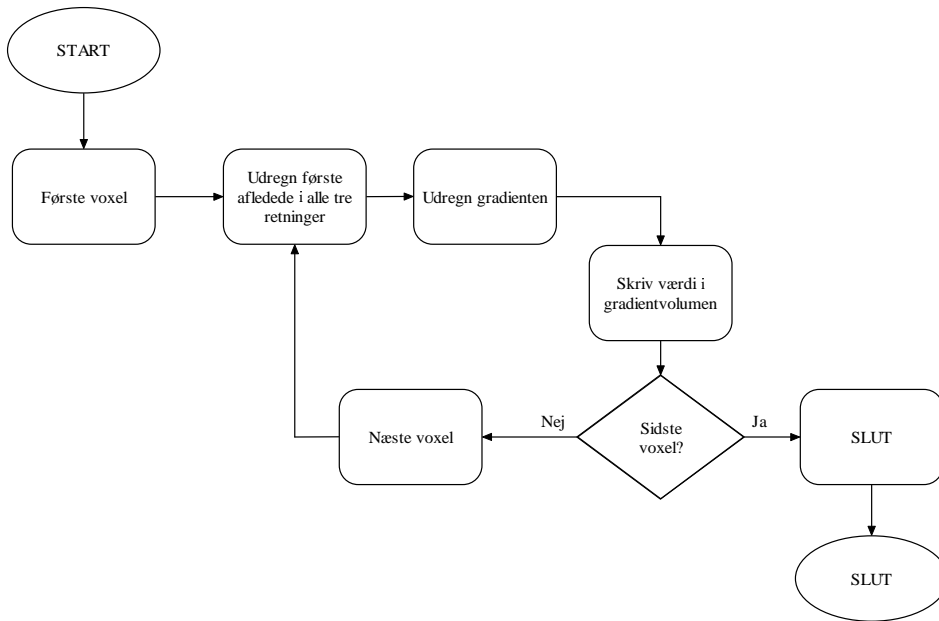 START
Første voxel
Udregn første
afledede i alle tre
retninger
Udregn gradienten
Skriv værdi i
gradientvolumen
Sidste
voxel?
Nej
Næste voxel
Ja
SLUT
SLUT